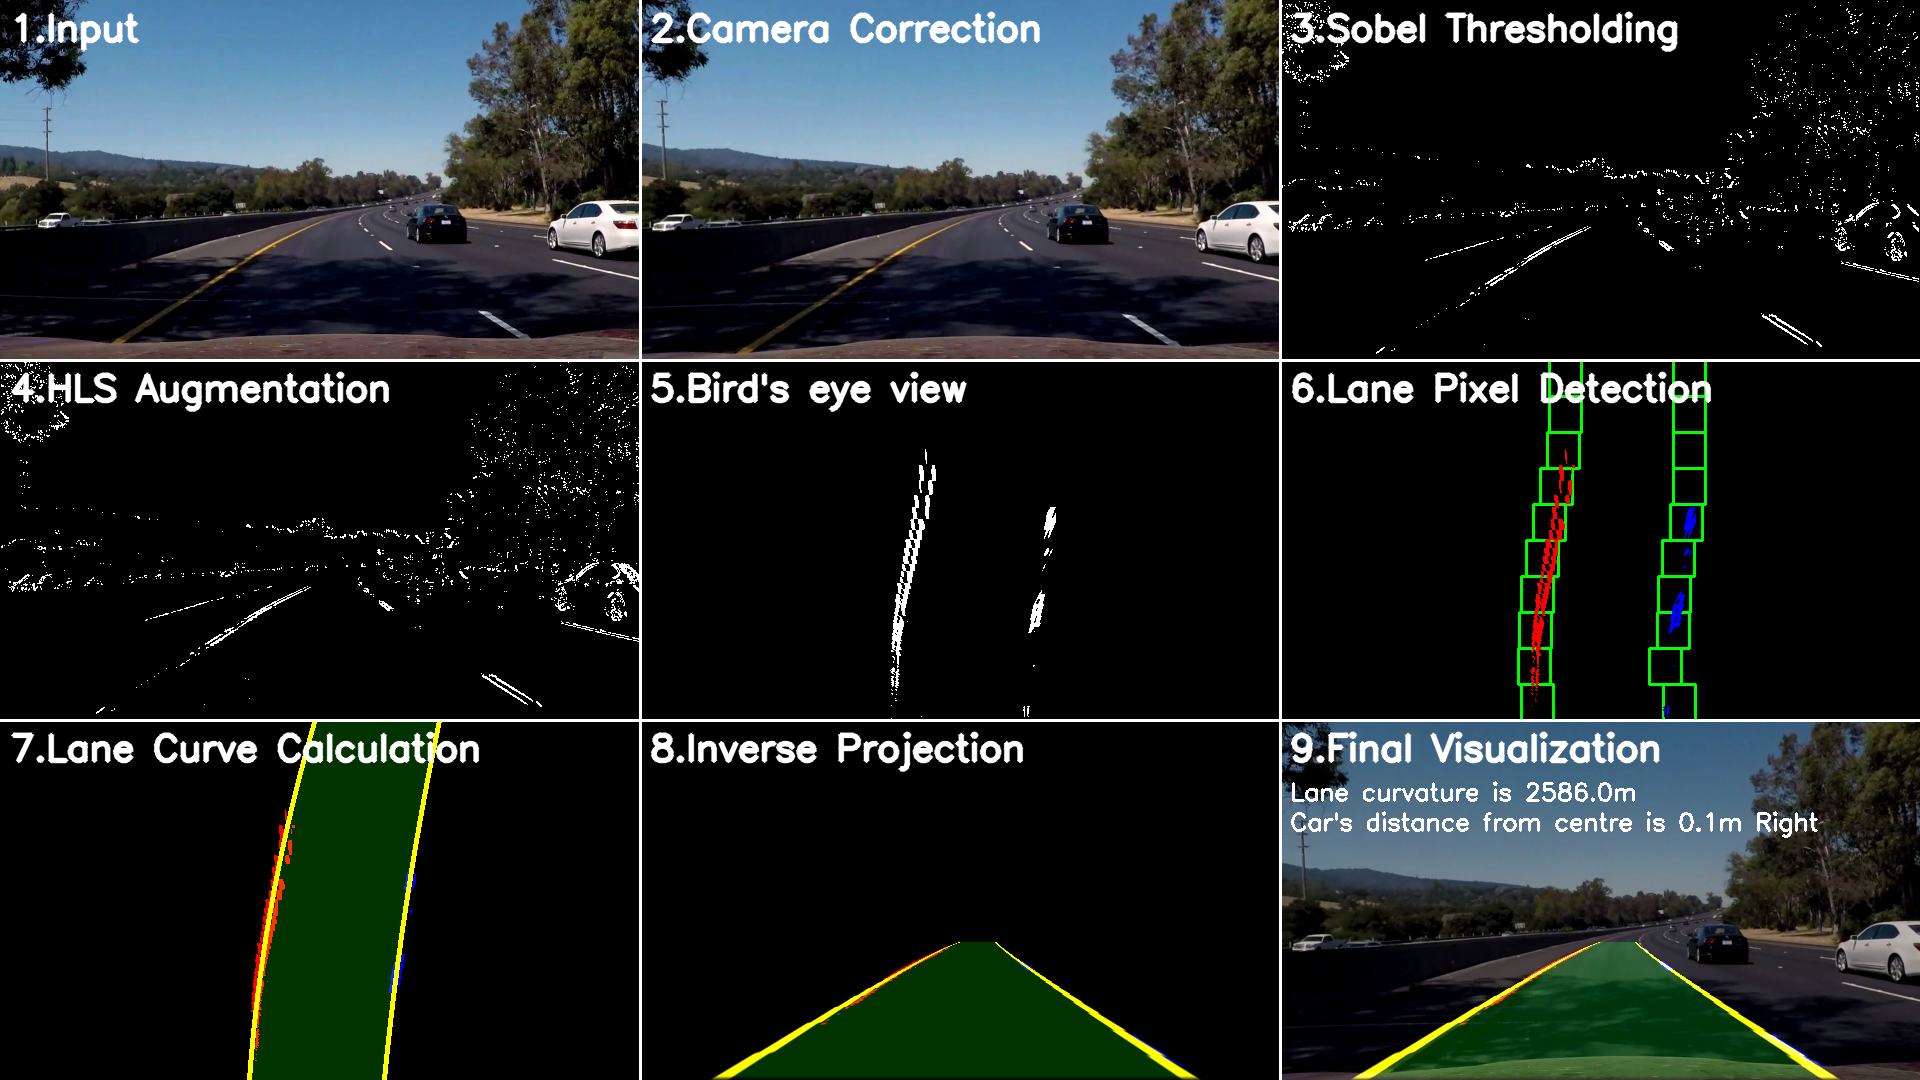 1.Input
2.Camera Correction
3.Sobel Thresholding
4.HLS Augmentation
5.Bird's eye view
6.Lane Pixel Detection
7.Lane Curve Calculation
8.Inverse Projection
9.Final Visualization
Lane curvature is 2586.0m
Car's distance from centre is 0.1m Right